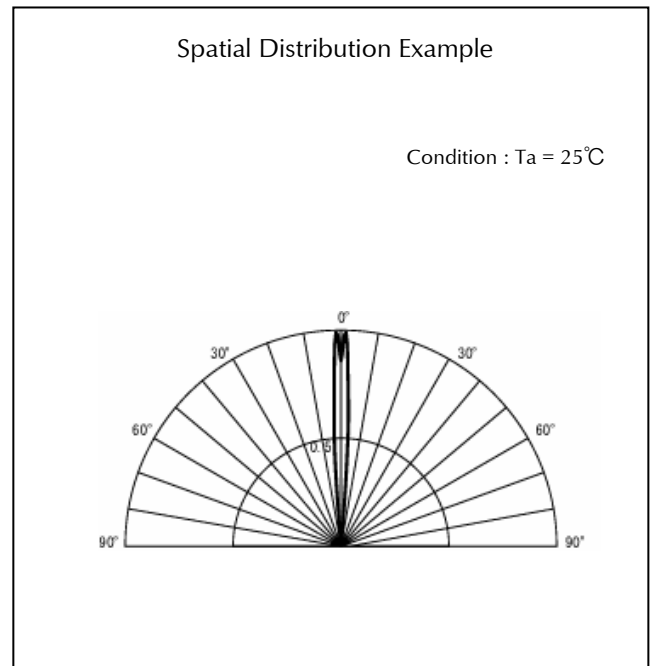 Spatial Distribution Example
Condition : Ta = 25℃
0°
30° 30°
60° 60°
0.5
90° 90°